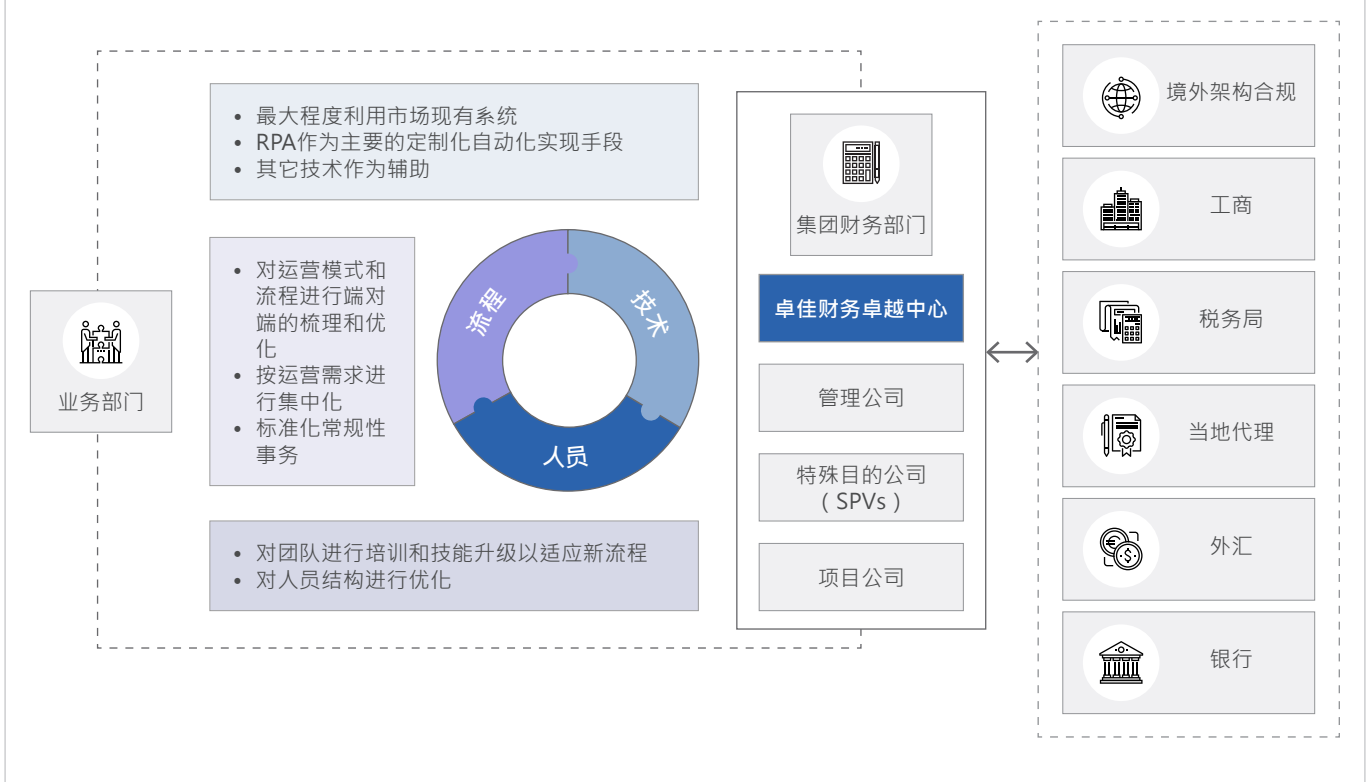 业务部门
• 最大程度利用市场现有系统
• RPA作为主要的定制化自动化实现手段
• 其它技术作为辅助
• 对运营模式和
流程进行端对
端的梳理和优
化
• 按运营需求进
行集中化
• 标准化常规性
事务
流程
技术
人员
• 对团队进行培训和技能升级以适应新流程
• 对人员结构进行优化
集团财务部门
卓佳财务卓越中心
管理公司
特殊目的公司
（SPVs）
项目公司
境外架构合规
工商
税务局
当地代理
外汇
银行